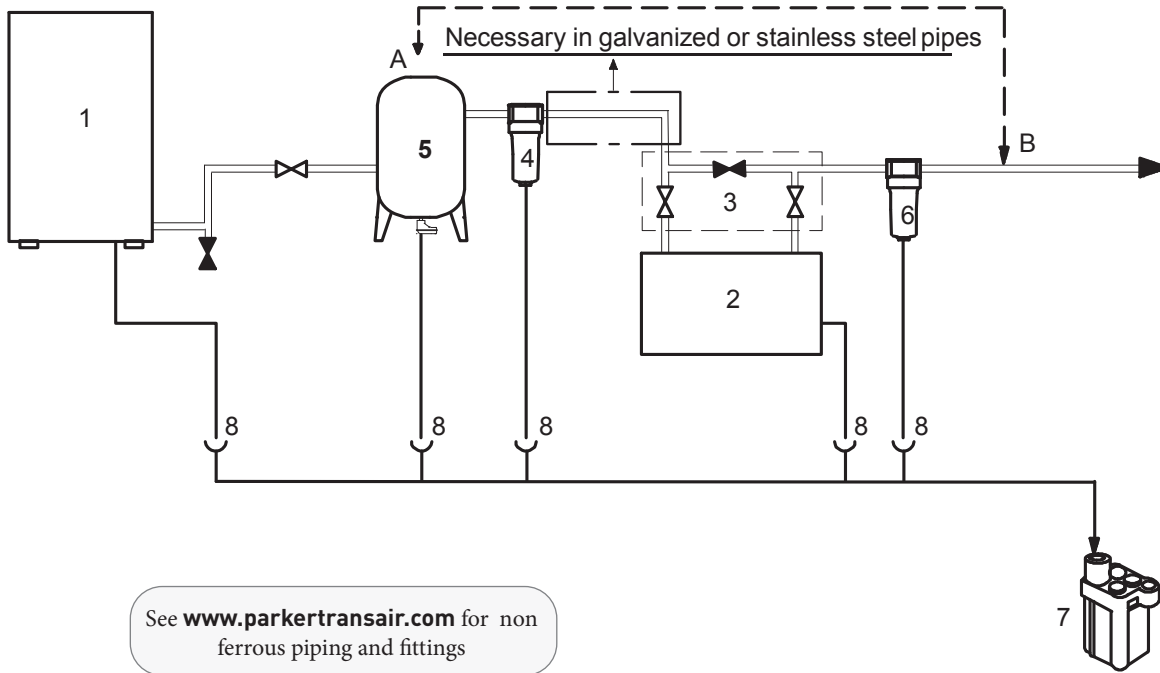 Necessary in galvanized or stainless steel pipes
A
1
5
4
B
3
6
2
8
8
8
8
8
7
See www.parkertransair.com for non
ferrous piping and fittings